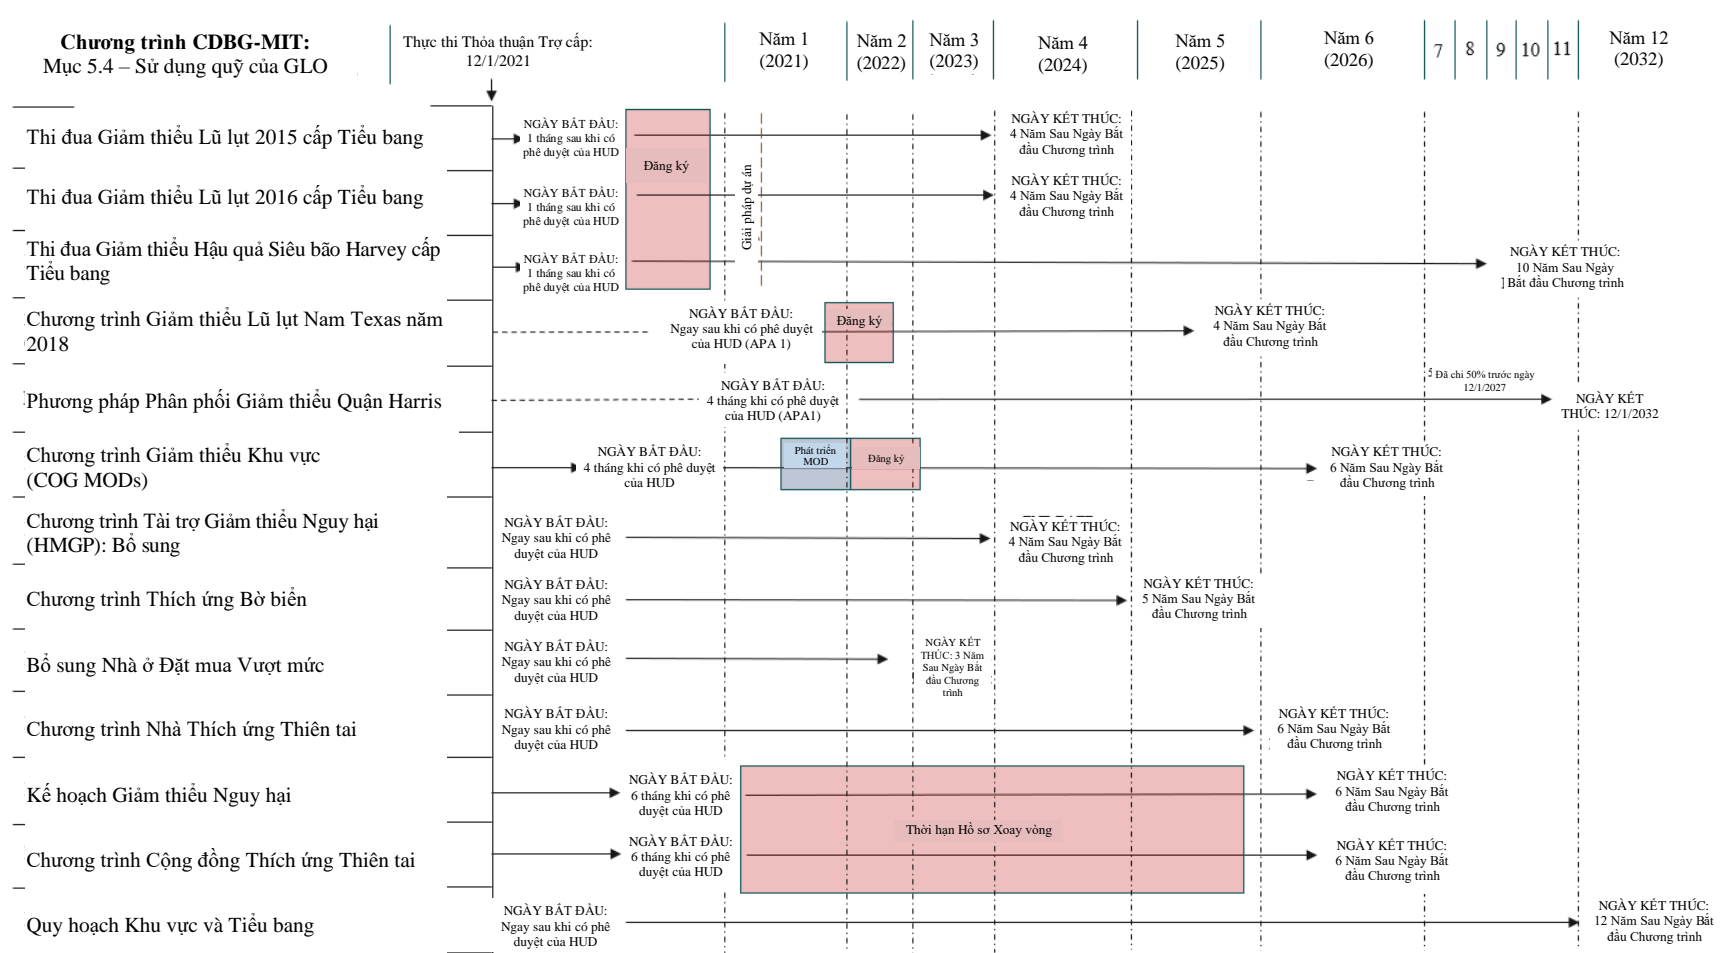 Chương trình CDBG-MIT:
Mục 5.4 – Sử dụng quỹ của GLO
Thực thi Thỏa thuận Trợ cấp:
12/1/2021
Năm 1
(2021)
Năm 2
(2022)
Năm 3
(2023)
Năm 4
(2024)
Năm 5
(2025)
Năm 6
(2026)
7
8
9
10
11
Năm 12
(2032)
Thi đua Giảm thiểu Lũ lụt 2015 cấp Tiểu bang
NGÀY BẮT ĐẦU:
1 tháng sau khi có
phê duyệt của HUD
Đăng ký
Giải pháp dự án
NGÀY KẾT THÚC:
4 Năm Sau Ngày Bắt
đầu Chương trình
Thi đua Giảm thiểu Lũ lụt 2016 cấp Tiểu bang
NGÀY BẮT ĐẦU:
1 tháng sau khi có
phê duyệt của HUD
NGÀY KẾT THÚC:
4 Năm Sau Ngày Bắt
đầu Chương trình
Thi đua Giảm thiểu Hậu quả Siêu bão Harvey cấp
Tiểu bang
NGÀY BẮT ĐẦU:
1 tháng sau khi có
phê duyệt của HUD
NGÀY KẾT THÚC:
10 Năm Sau Ngày
Bắt đầu Chương trình
Chương trình Giảm thiểu Lũ lụt Nam Texas năm
2018
NGÀY BẮT ĐẦU:
Ngay sau khi có phê duyệt
của HUD (APA 1)
Đăng ký
NGÀY KẾT THÚC:
4 Năm Sau Ngày Bắt
đầu Chương trình
Phương pháp Phân phối Giảm thiểu Quận Harris
NGÀY BẮT ĐẦU:
4 tháng khi có phê duyệt
của HUD (APA1)
Đã chi 50% trước ngày
12/1/2027
NGÀY KẾT
THÚC: 12/1/2032
Chương trình Giảm thiểu Khu vực
(COG MODs)
NGÀY BẮT ĐẦU:
4 tháng khi có phê duyệt
của HUD
Phát triển
MOD
Đăng ký
NGÀY KẾT THÚC:
6 Năm Sau Ngày Bắt
đầu Chương trình
Chương trình Tài trợ Giảm thiểu Nguy hại
(HMGP): Bổ sung
NGÀY BẮT ĐẦU:
Ngay sau khi có phê
duyệt của HUD
NGÀY KẾT THÚC:
4 Năm Sau Ngày Bắt
đầu Chương trình
Chương trình Thích ứng Bờ biển
NGÀY BẮT ĐẦU:
Ngay sau khi có phê
duyệt của HUD
NGÀY KẾT THÚC:
5 Năm Sau Ngày Bắt
đầu Chương trình
Bổ sung Nhà ở Đặt mua Vượt mức
NGÀY BẮT ĐẦU:
Ngay sau khi có phê
duyệt của HUD
NGÀY KẾT
THÚC: 3 Năm
Sau Ngày Bắt
đầu Chương
trình
Chương trình Nhà Thích ứng Thiên tai
NGÀY BẮT ĐẦU:
Ngay sau khi có phê
duyệt của HUD
NGÀY KẾT THÚC:
6 Năm Sau Ngày Bắt
đầu Chương trình
Kế hoạch Giảm thiểu Nguy hại
NGÀY BẮT ĐẦU:
6 tháng khi có phê
duyệt của HUD
NGÀY KẾT THÚC:
6 Năm Sau Ngày Bắt
đầu Chương trình
Thời hạn Hồ sơ Xoay vòng
Chương trình Cộng đồng Thích ứng Thiên tai
NGÀY BẮT ĐẦU:
6 tháng khi có phê
duyệt của HUD
NGÀY KẾT THÚC:
6 Năm Sau Ngày Bắt
đầu Chương trình
Quy hoạch Khu vực và Tiểu bang
NGÀY BẮT ĐẦU:
Ngay sau khi có phê
duyệt của HUD
NGÀY KẾT THÚC:
12 Năm Sau Ngày Bắt
đầu Chương trình